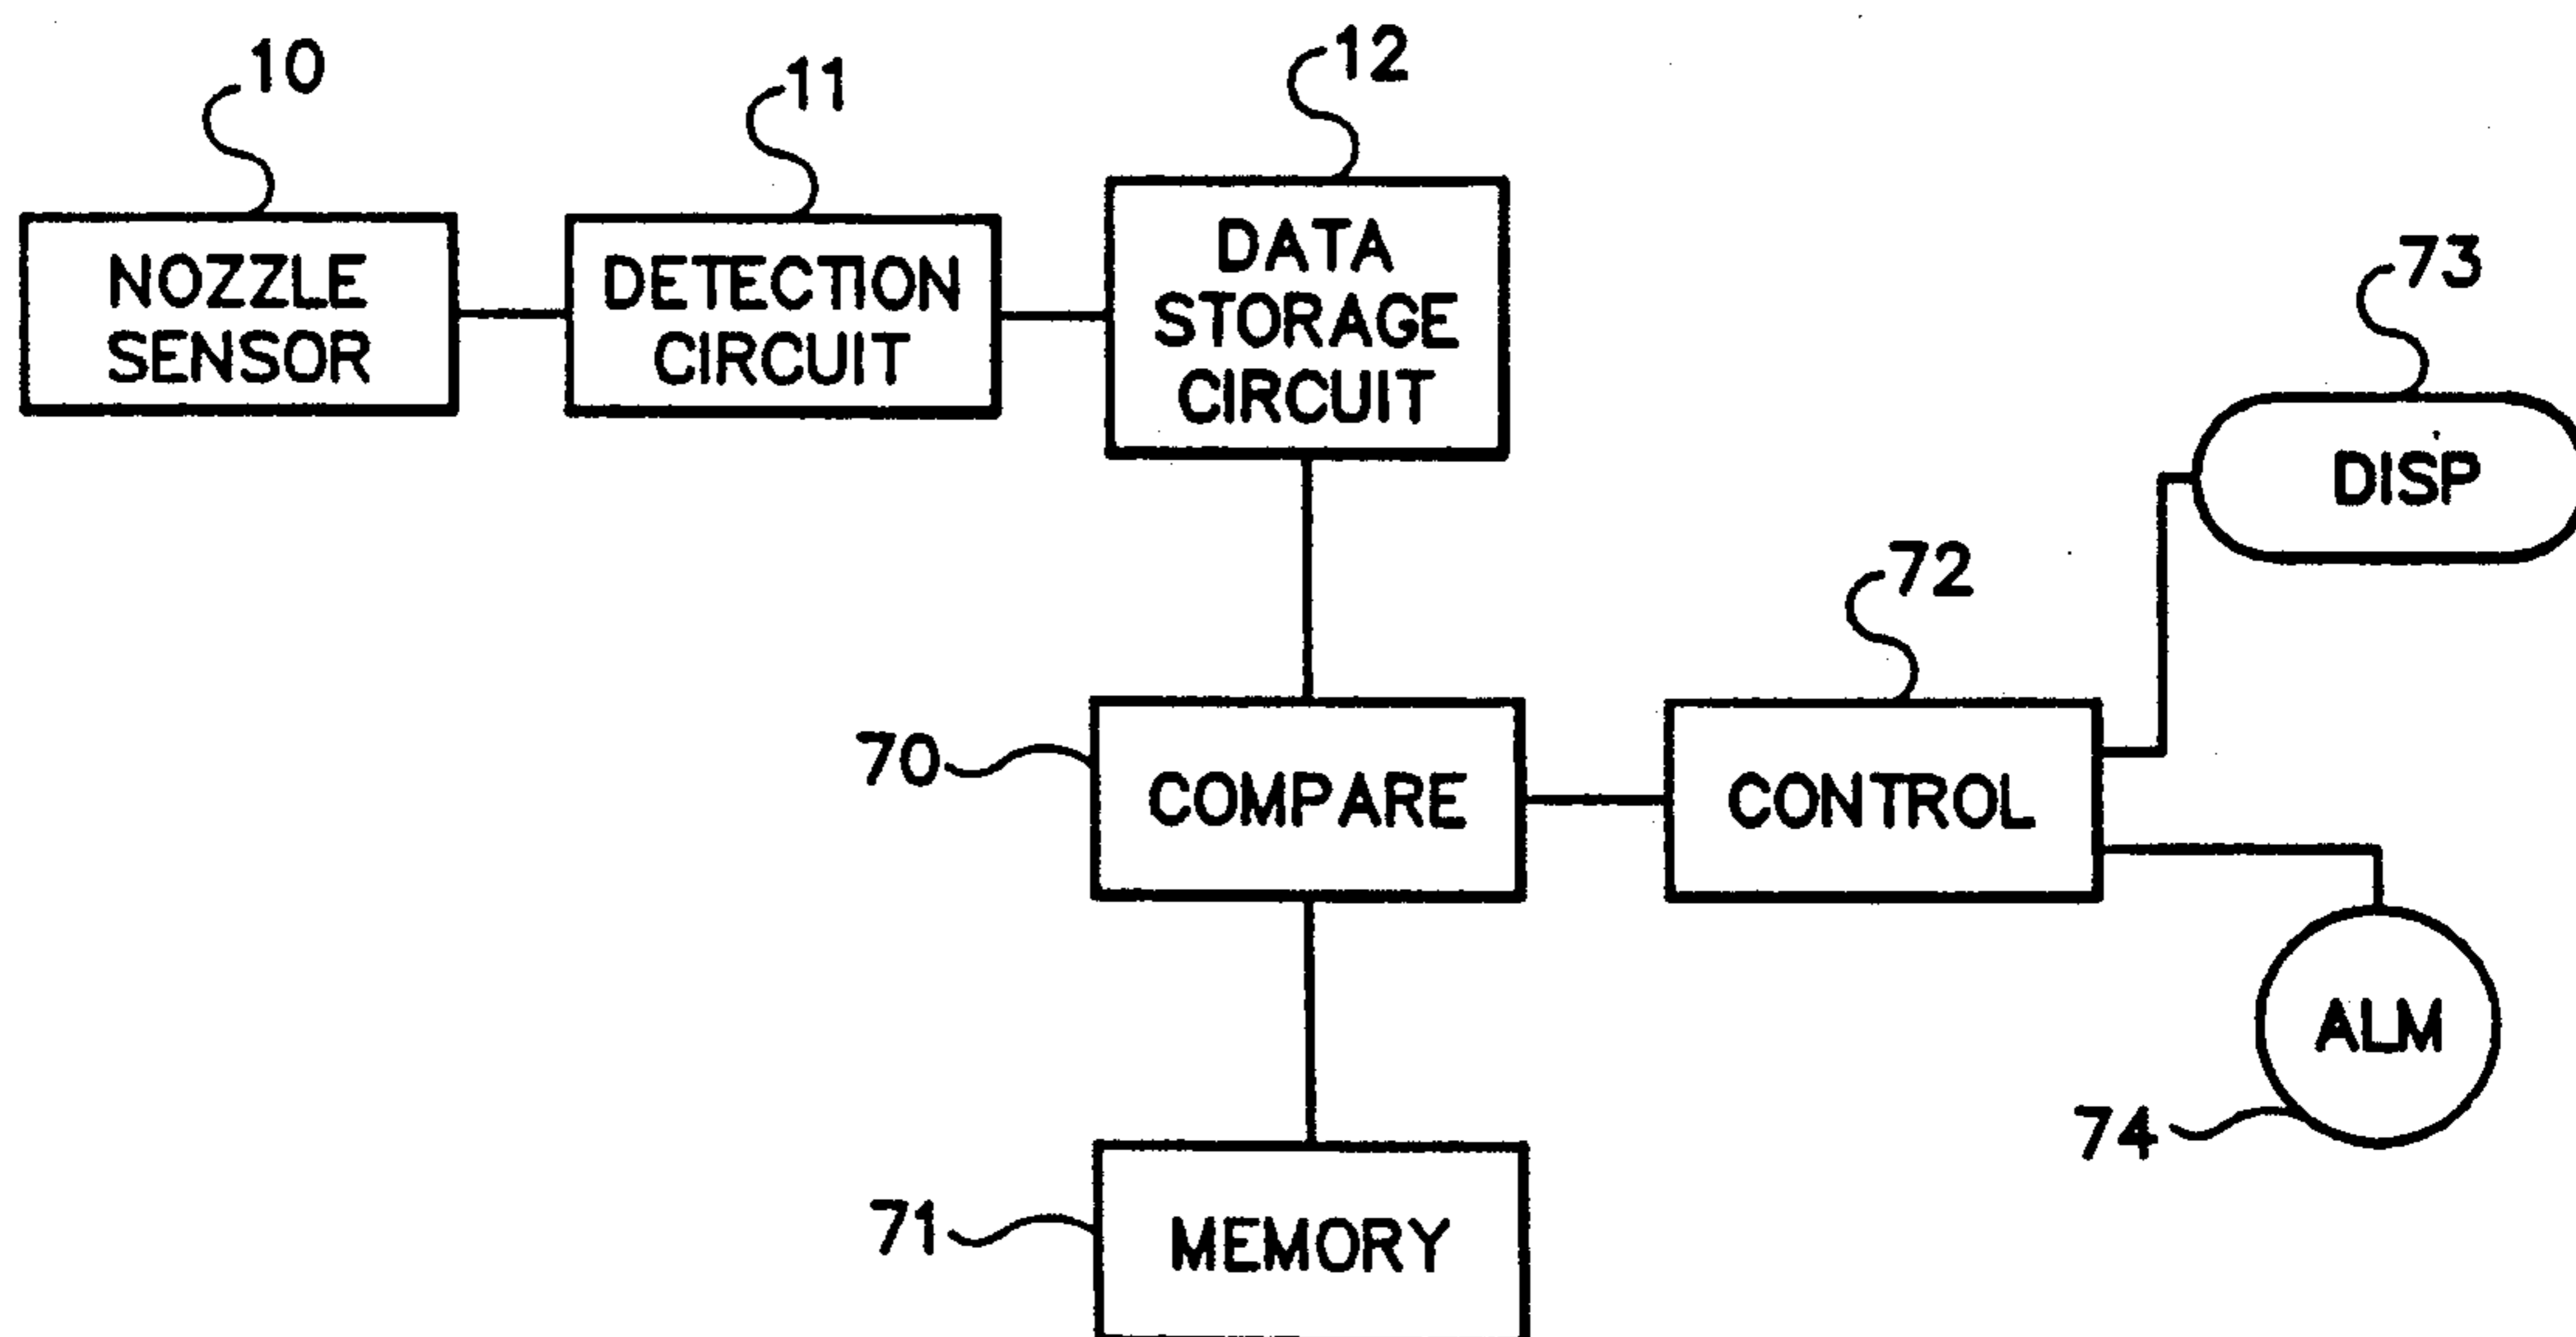 10
11
12
NOZZLE
SENSOR
DETECTION
CIRCUIT
DATA
STORAGE
CIRCUIT
73
DISP
72
70
COMPARE
CONTROL
ALM
74
71
MEMORY